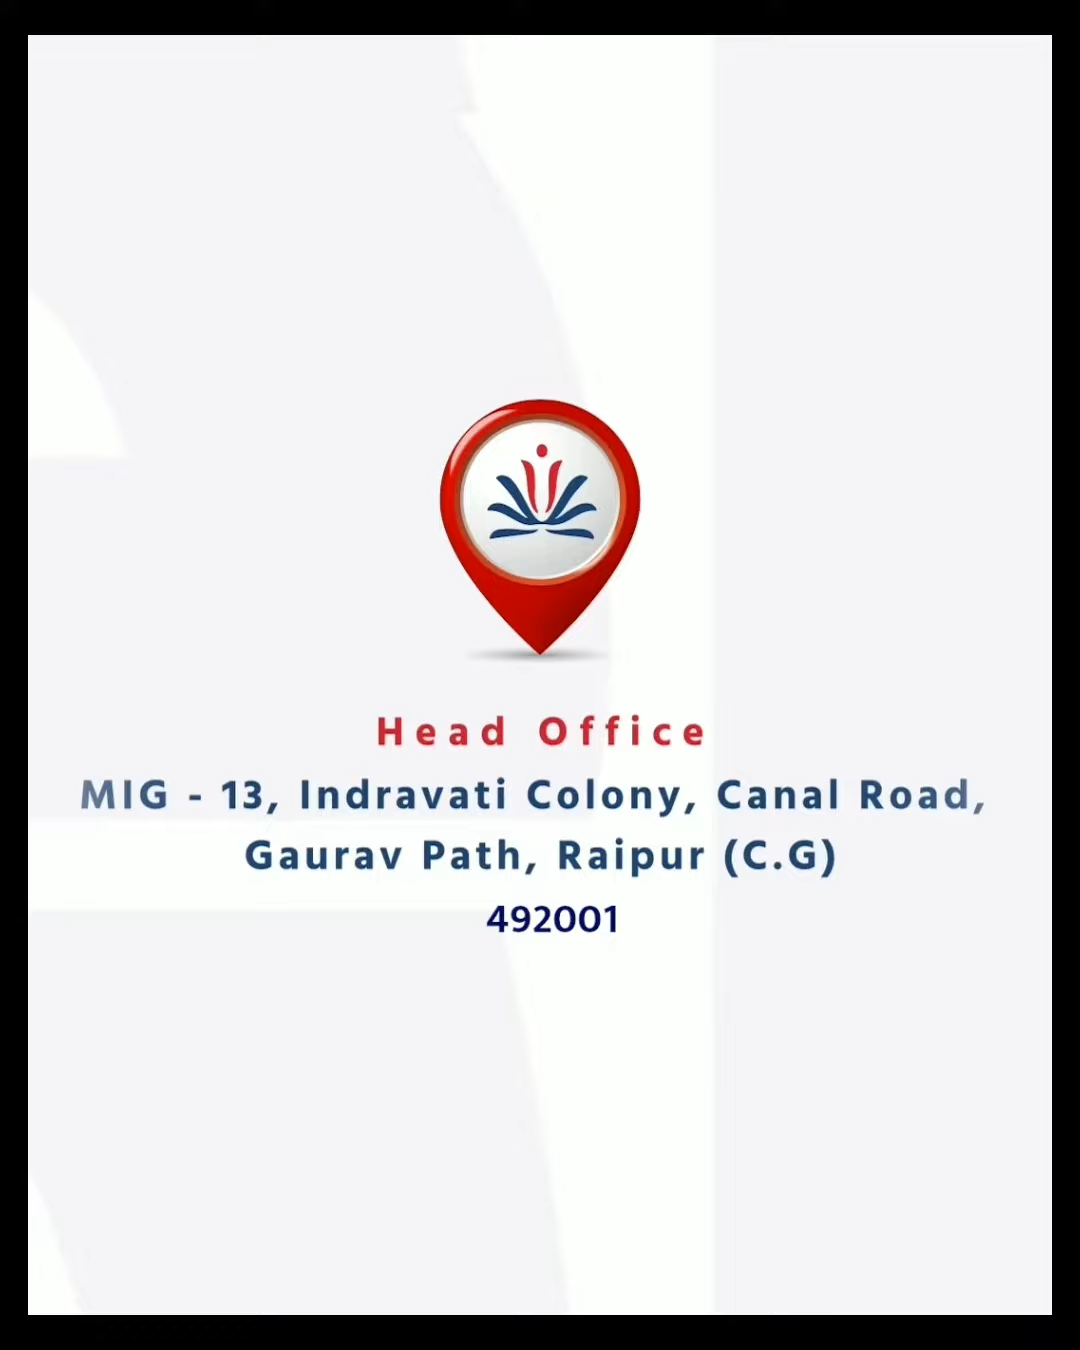 Head Office
MIG - 13, Indravati Colony, Canal Road,
Gaurav Path, Raipur (C.G)
492001